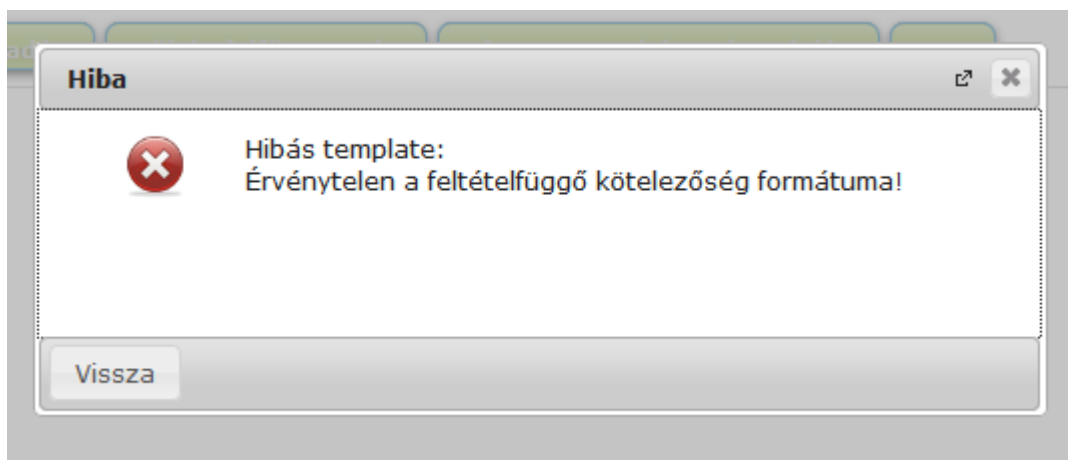 Hiba
Hibás template:
Érvénytelen a feltételfüggő kötelezőség formátuma!
Vissza